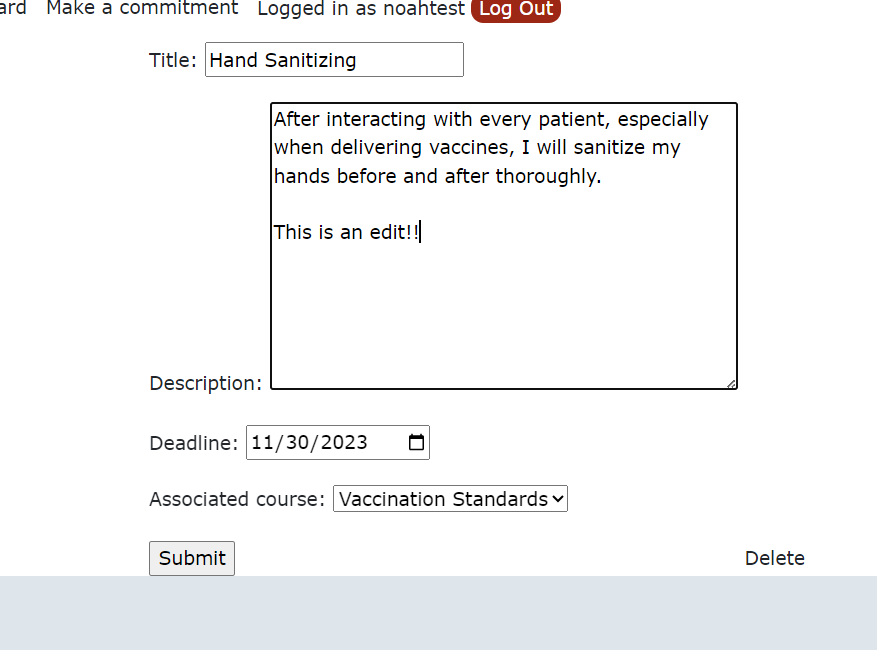 Make a commitment Logged in as noahtest Log Out
Title: Hand Sanitizing
After interacting with every patient, especially
when delivering vaccines, I will sanitize my
hands before and after thoroughly.
This is an edit!!
Description:
Deadline: 11/30/2023
Associated course: Vaccination Standards
Submit Delete